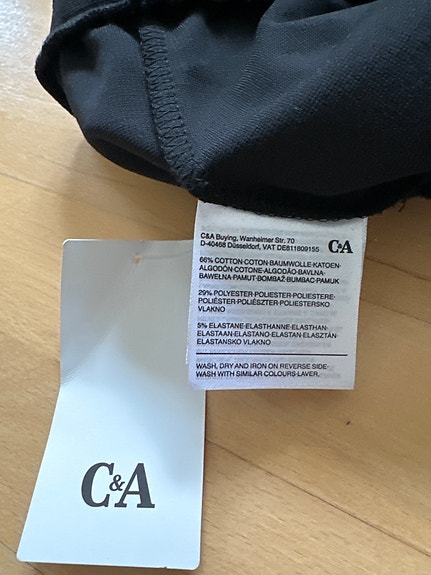 C&A Buying, Wanheimer Str. 70
D-40468 Düsseldorf, VAT DE811809155
C&A
66% COTTON·COTON·BAUMWOLLE·KATOEN·
ALGODÓN·COTONE·ALGODÃO·BAVLNA·
BAWEŁNA·PAMUT·BOMBAŽ·BUMBAC·PAMUK
29% POLYESTER·POLIESTER·POLIESTERE·
POLIÉSTER·POLIÉSZTER·POLIESTERSKO
VLAKNO
5% ELASTANE·ELASTHANNE·ELASTHAN·
ELASTAAN·ELASTANO·ELASTAN·ELASZTÁN·
ELASTANSKO VLAKNO
WASH, DRY AND IRON ON REVERSE SIDE·
WASH WITH SIMILAR COLOURS·LAVER,
C&A